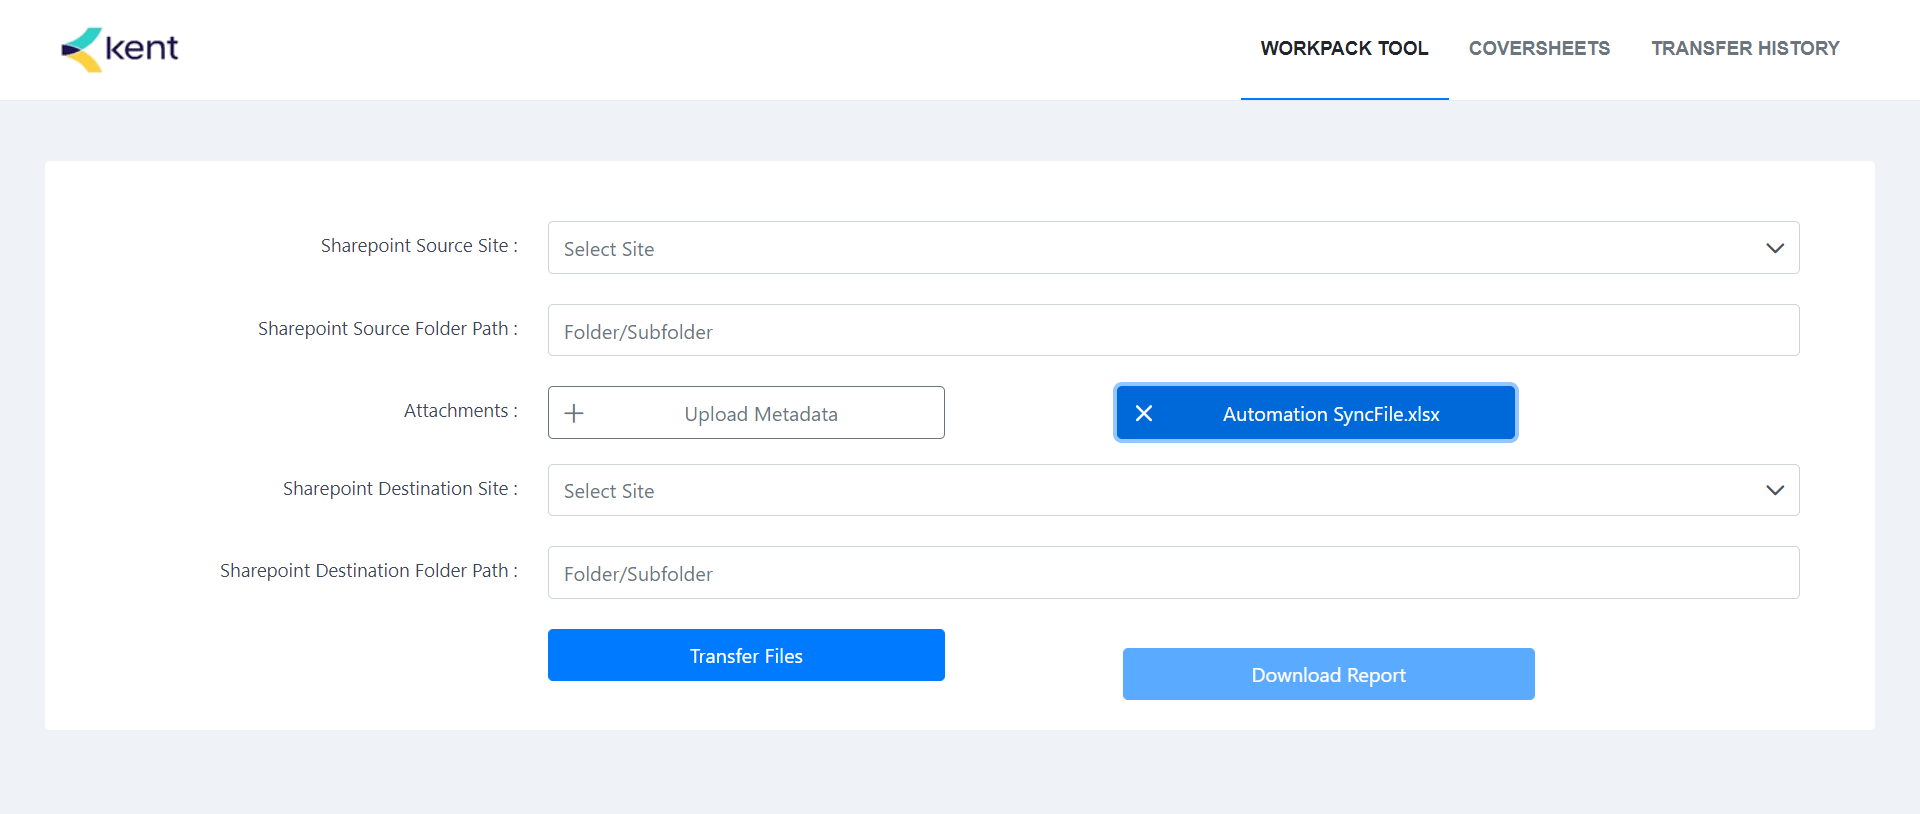 kent
WORKPACK TOOL COVERSHEETS TRANSFER HISTORY
Sharepoint Source Site : Select Site
Sharepoint Source Folder Path : Folder/Subfolder
Attachments : Upload Metadata Automation SyncFile.xlsx
Sharepoint Destination Site : Select Site
Sharepoint Destination Folder Path : Folder/Subfolder
Transfer Files
Download Report